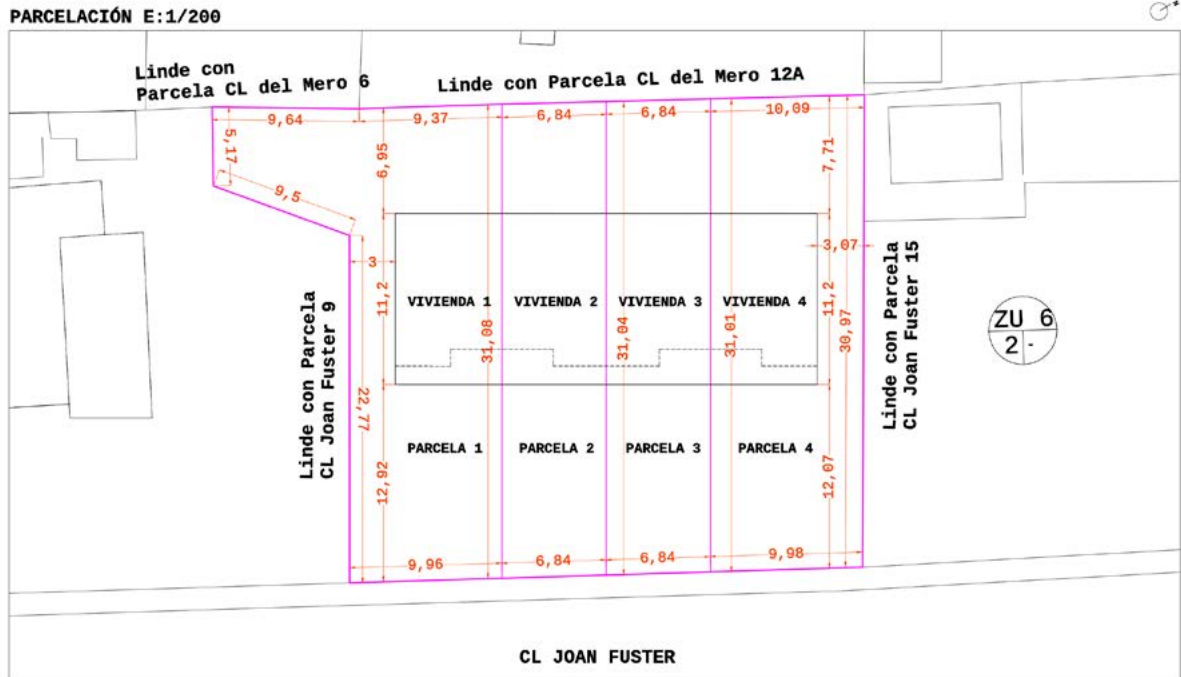 PARCELACIÓN E:1/200
Linde con
Parcela CL del Mero 6
Linde con Parcela CL del Mero 12A
9,64
9,37
6,84
6,84
10,09
5,17
6,95
7,71
9,5
3
3,07
11,2
11,2
VIVIENDA 1
VIVIENDA 2
VIVIENDA 3
VIVIENDA 4
31,08
31,04
31,01
30,97
Linde con Parcela
CL Joan Fuster 9
Linde con Parcela
CL Joan Fuster 15
ZU 6
2 -
22,77
PARCELA 1
PARCELA 2
PARCELA 3
PARCELA 4
12,92
12,07
9,96
6,84
6,84
9,98
CL JOAN FUSTER